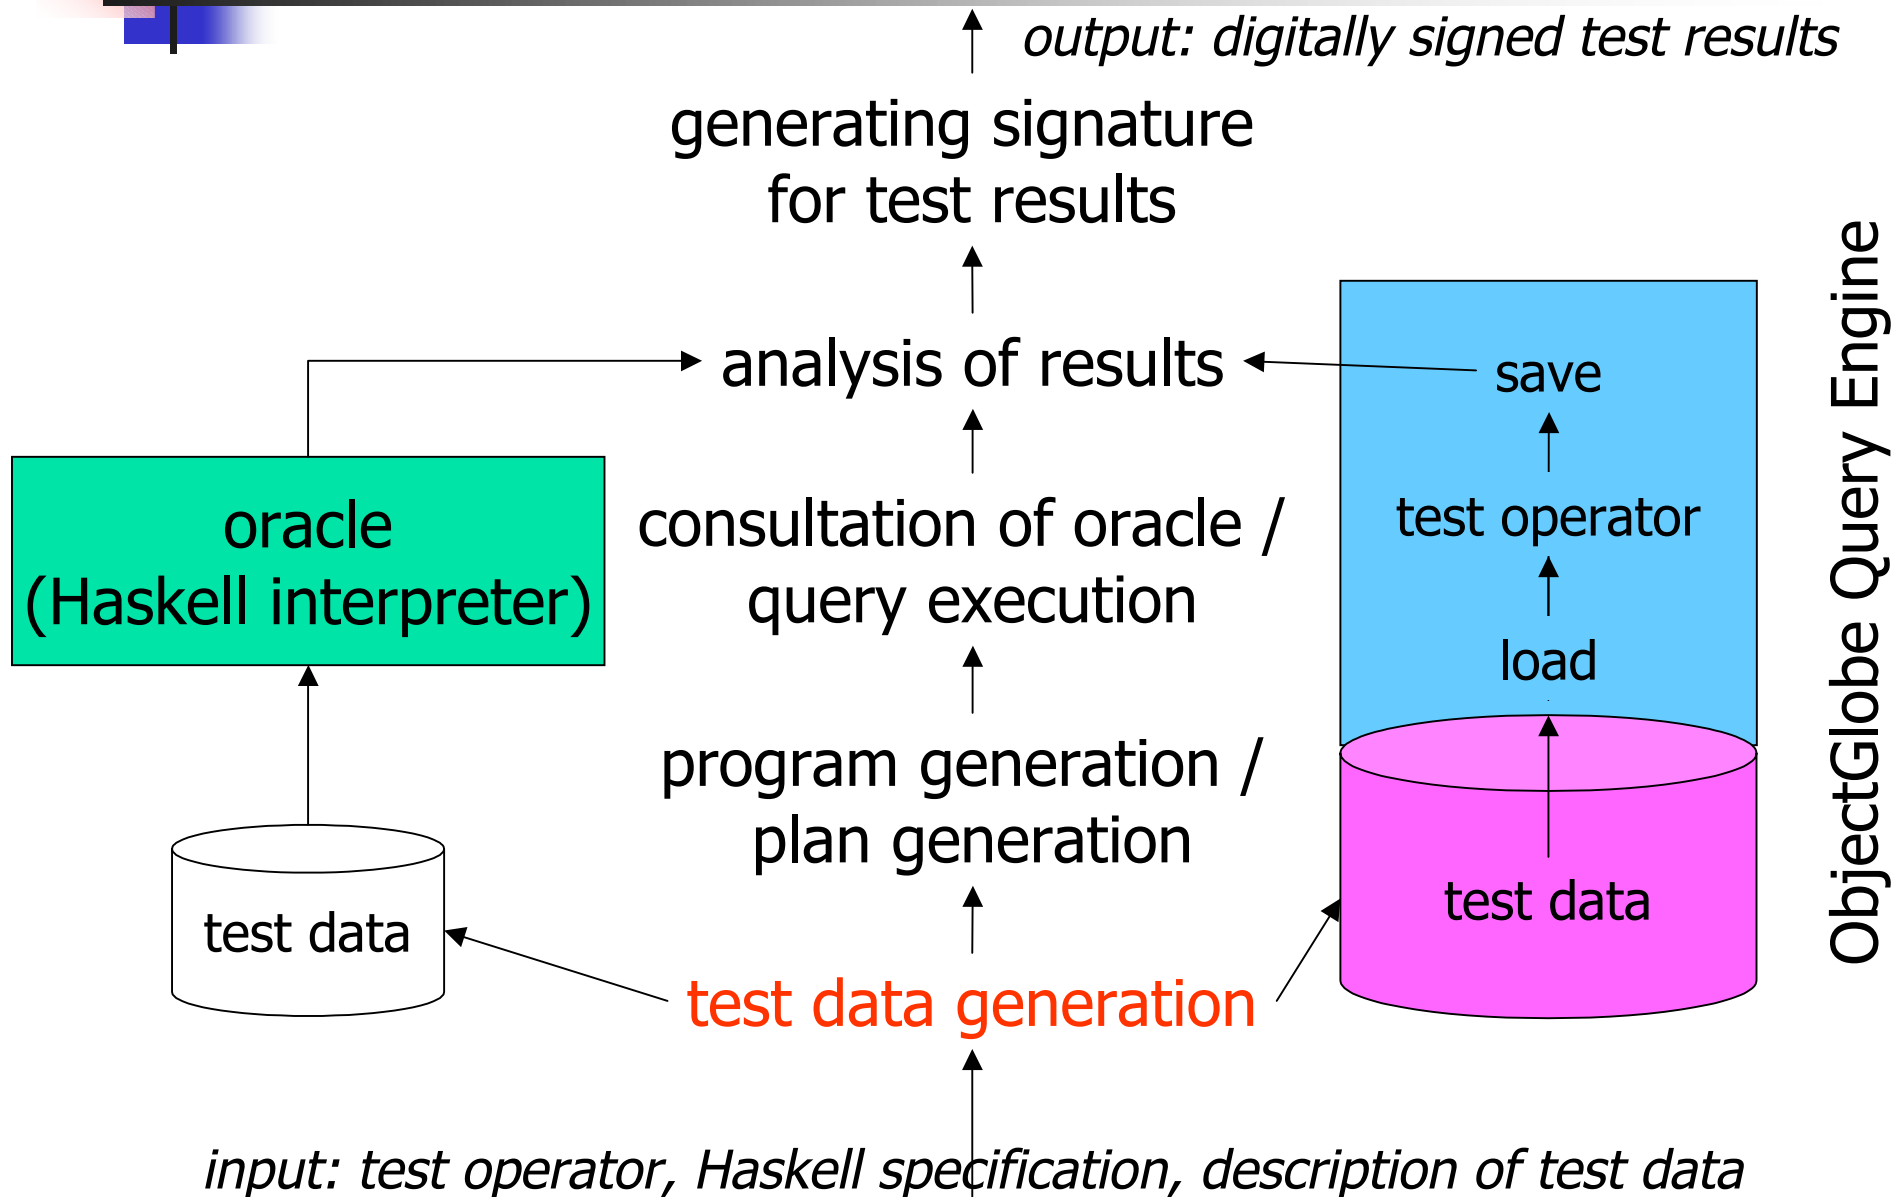 output: digitally signed test results
generating signature
for test results
analysis of results
save
oracle
(Haskell interpreter)
consultation of oracle /
query execution
test operator
load
program generation /
plan generation
test data
test data
test data generation
ObjectGlobe Query Engine
input: test operator, Haskell specification, description of test data